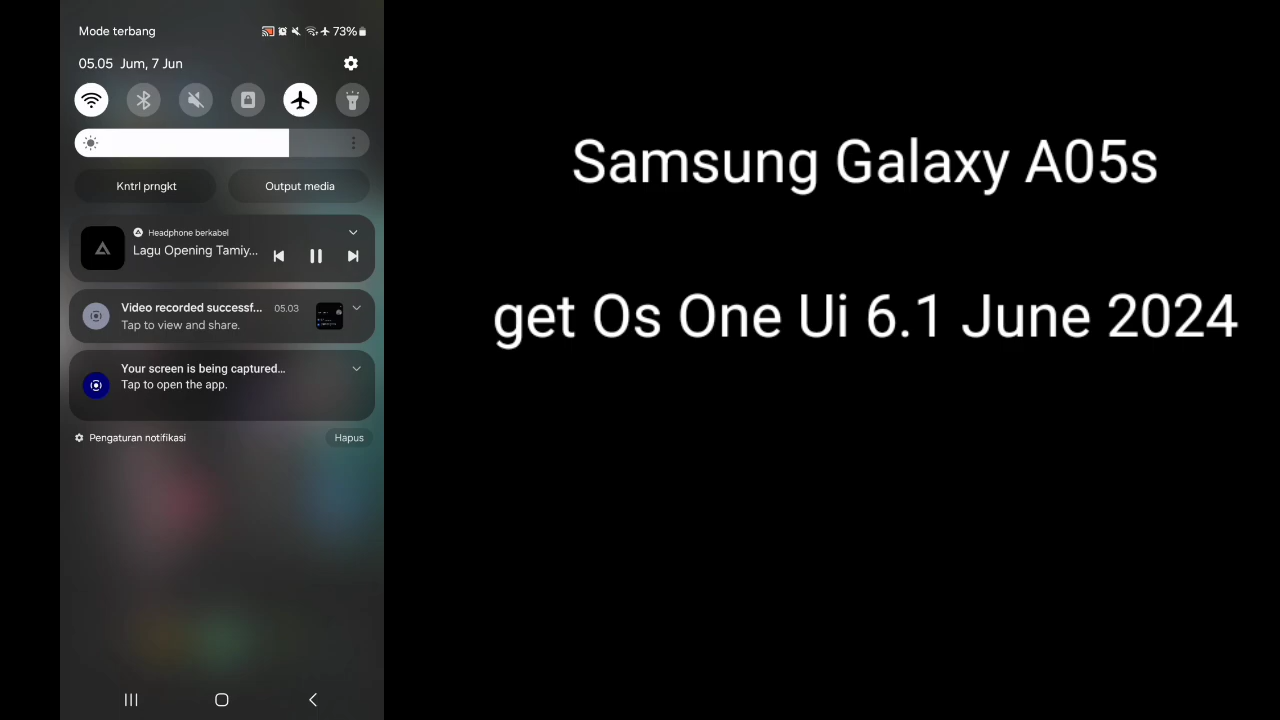 Mode terbang
73%
05.05 Jum, 7 Jun
Kntrl prngkt
Output media
Headphone berkabel
Lagu Opening Tamiy...
Video recorded successf... 05.03
Tap to view and share.
Your screen is being captured...
Tap to open the app.
Pengaturan notifikasi
Hapus
Samsung Galaxy A05s
get Os One Ui 6.1 June 2024